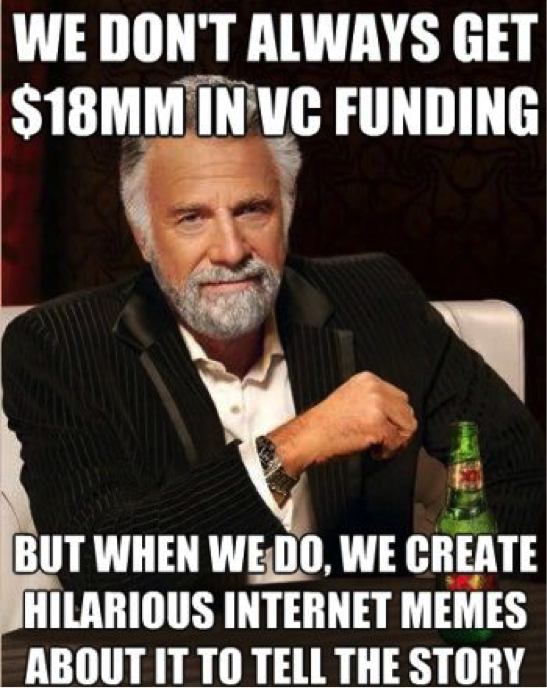 WE DON'T ALWAYS GET
$18MM IN VC FUNDING
XX
BUT WHEN WE DO, WE CREATE
HILARIOUS INTERNET MEMES
ABOUT IT TO TELL THE STORY